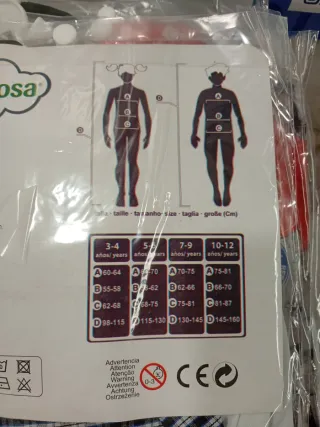 osa
A
B
C
D
A
B
C
D
taille · tamanho · size · taglia · große (Cm)
3-4 7-9 10-12
años/ years años/ years años/ years años/ years
A 60-64 70-75 A 75-81
B 55-58 B 62-66 B 66-70
C 62-68 68-75 C 75-81 C 81-87
D 98-115 115-130 D 130-145 D 145-160
Advertencia
Attention
Atenção
Warning
Avvertenza
Achtung
Ostrzeżenie
0-3
CE